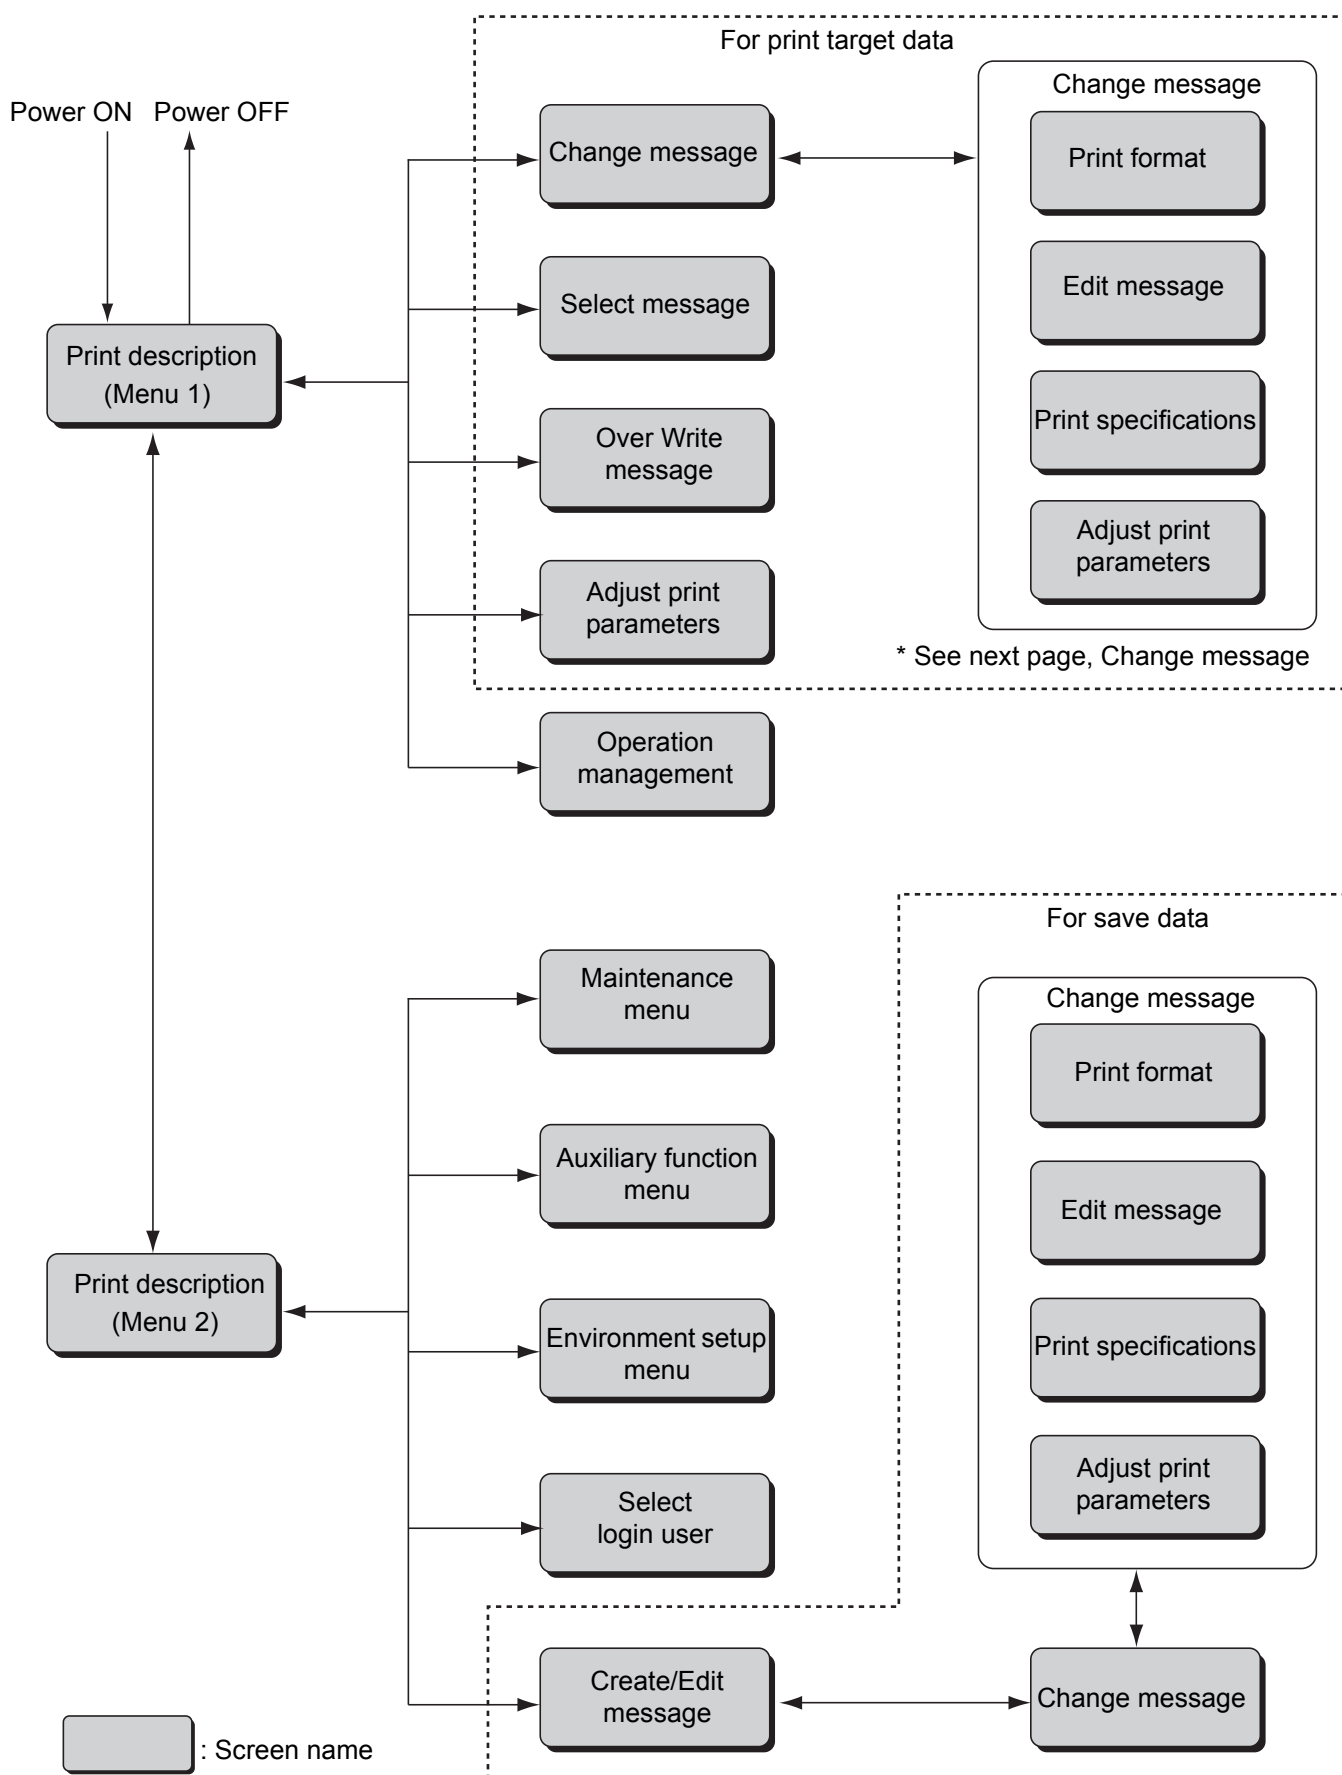 For print target data
Power ON
Power OFF
Change message
Change message
Print format
Edit message
Print specifications
Adjust print
parameters
* See next page, Change message
Select message
Over Write
message
Adjust print
parameters
Operation
management
Print description
(Menu 1)
For save data
Maintenance
menu
Auxiliary function
menu
Environment setup
menu
Select
login user
Create/Edit
message
Print description
(Menu 2)
Change message
Print format
Edit message
Print specifications
Adjust print
parameters
Change message
: Screen name